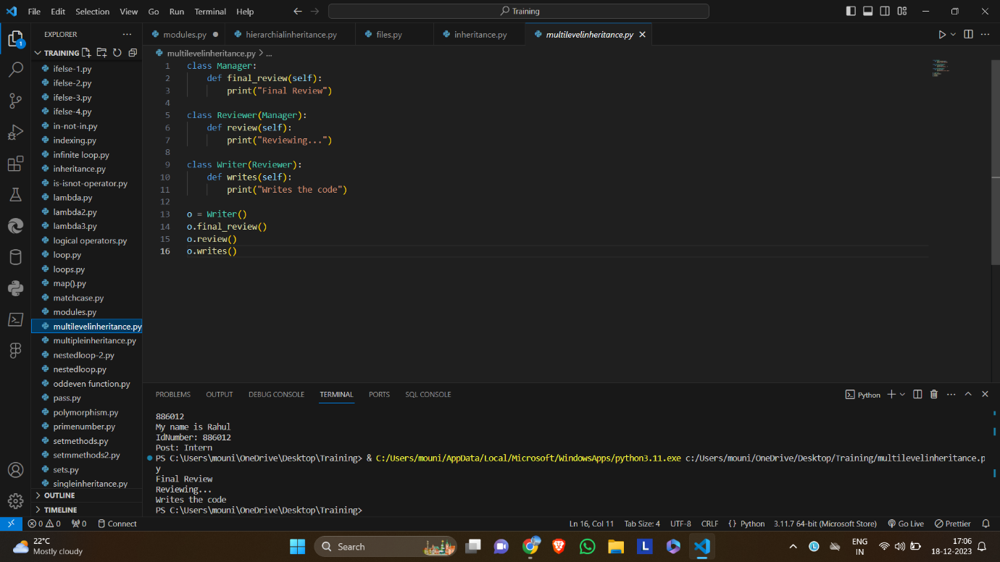 File Edit Selection View Go Run Terminal Help Training
EXPLORER
modules.py hierarchialinheritance.py files.py inheritance.py multilevelinheritance.py
TRAINING
ifelse-1.py
ifelse-2.py
ifelse-3.py
ifelse-4.py
in-not-in.py
indexing.py
infinite loop.py
inheritance.py
is-isnot-operator.py
lambda.py
lambda2.py
lambda3.py
logical operators.py
loop.py
loops.py
map().py
matchcase.py
modules.py
multilevelinheritance.py
multipleinheritance.py
nestedloop-2.py
nestedloop.py
oddeven function.py
pass.py
polymorphism.py
primenumber.py
setmethods.py
setmmethods2.py
sets.py
singleinheritance.py
OUTLINE
TIMELINE
1
multilevelinheritance.py > ...
1 class Manager:
2 def final_review(self):
3 print("Final Review")
4
5 class Reviewer(Manager):
6 def review(self):
7 print("Reviewing...")
8
9 class Writer(Reviewer):
10 def writes(self):
11 print("Writes the code")
12
13 o = Writer()
14 o.final_review()
15 o.review()
16 o.writes()
PROBLEMS OUTPUT DEBUG CONSOLE TERMINAL PORTS SQL CONSOLE Python
886012
My name is Rahul
IdNumber: 886012
Post: Intern
PS C:\Users\mouni\OneDrive\Desktop\Training> & C:/Users/mouni/AppData/Local/Microsoft/WindowsApps/python3.11.exe c:/Users/mouni/OneDrive/Desktop/Training/multilevelinheritance.p
y
Final Review
Reviewing...
Writes the code
PS C:\Users\mouni\OneDrive\Desktop\Training>
0 0 0 Connect Ln 16, Col 11 Tab Size: 4 UTF-8 CRLF {} Python 3.11.7 64-bit (Microsoft Store) Go Live Prettier
22°C
Mostly cloudy
Search
L
L
ENG
IN
17:06
18-12-2023